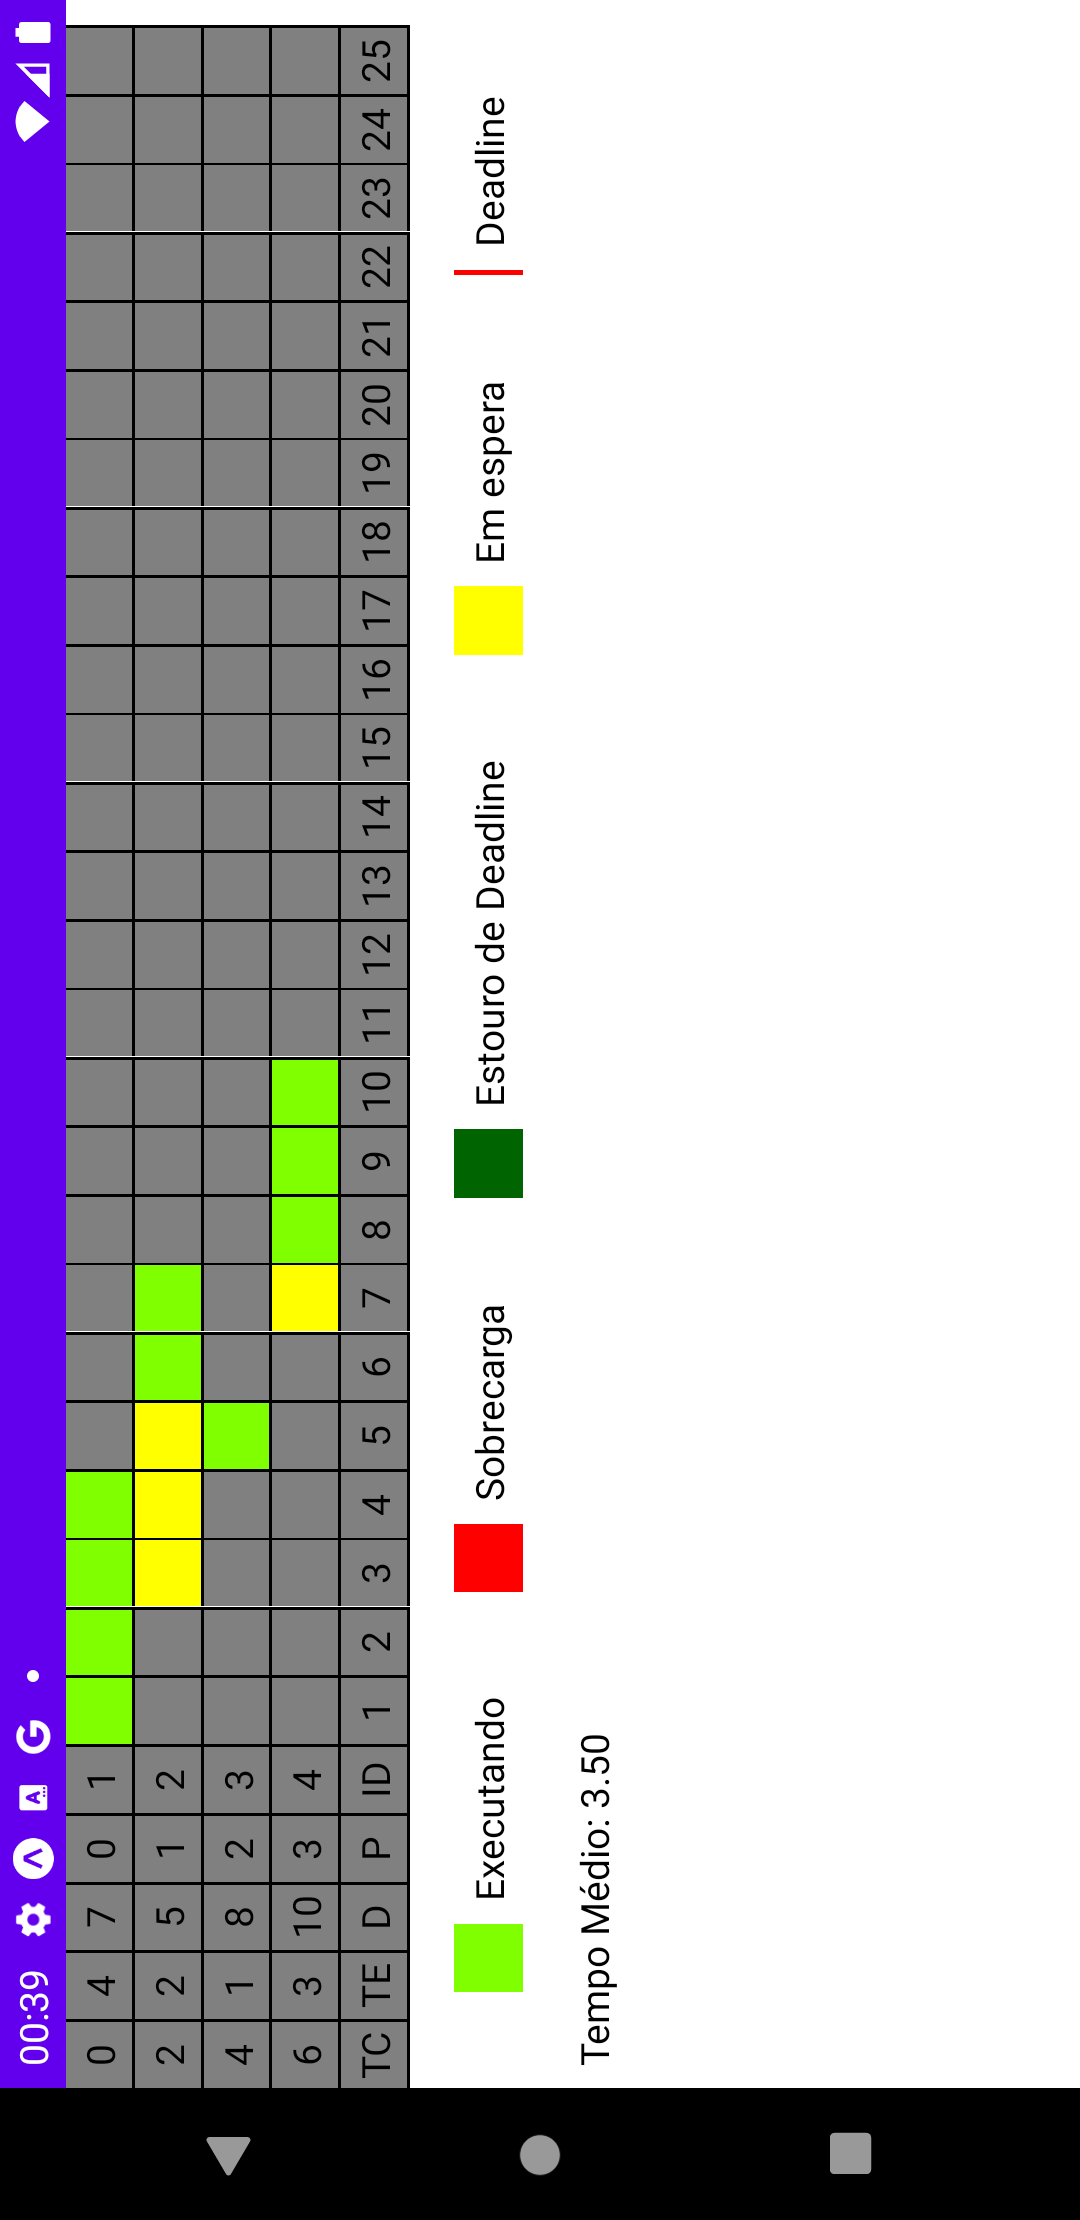 00:39
0 4 7 0 1
2 2 5 1 2
4 1 8 2 3
6 3 10 3 4
TC TE D P ID 1 2 3 4 5 6 7 8 9 10 11 12 13 14 15 16 17 18 19 20 21 22 23 24 25
Executando Sobrecarga Estouro de Deadline Em espera Deadline
Tempo Médio: 3.50